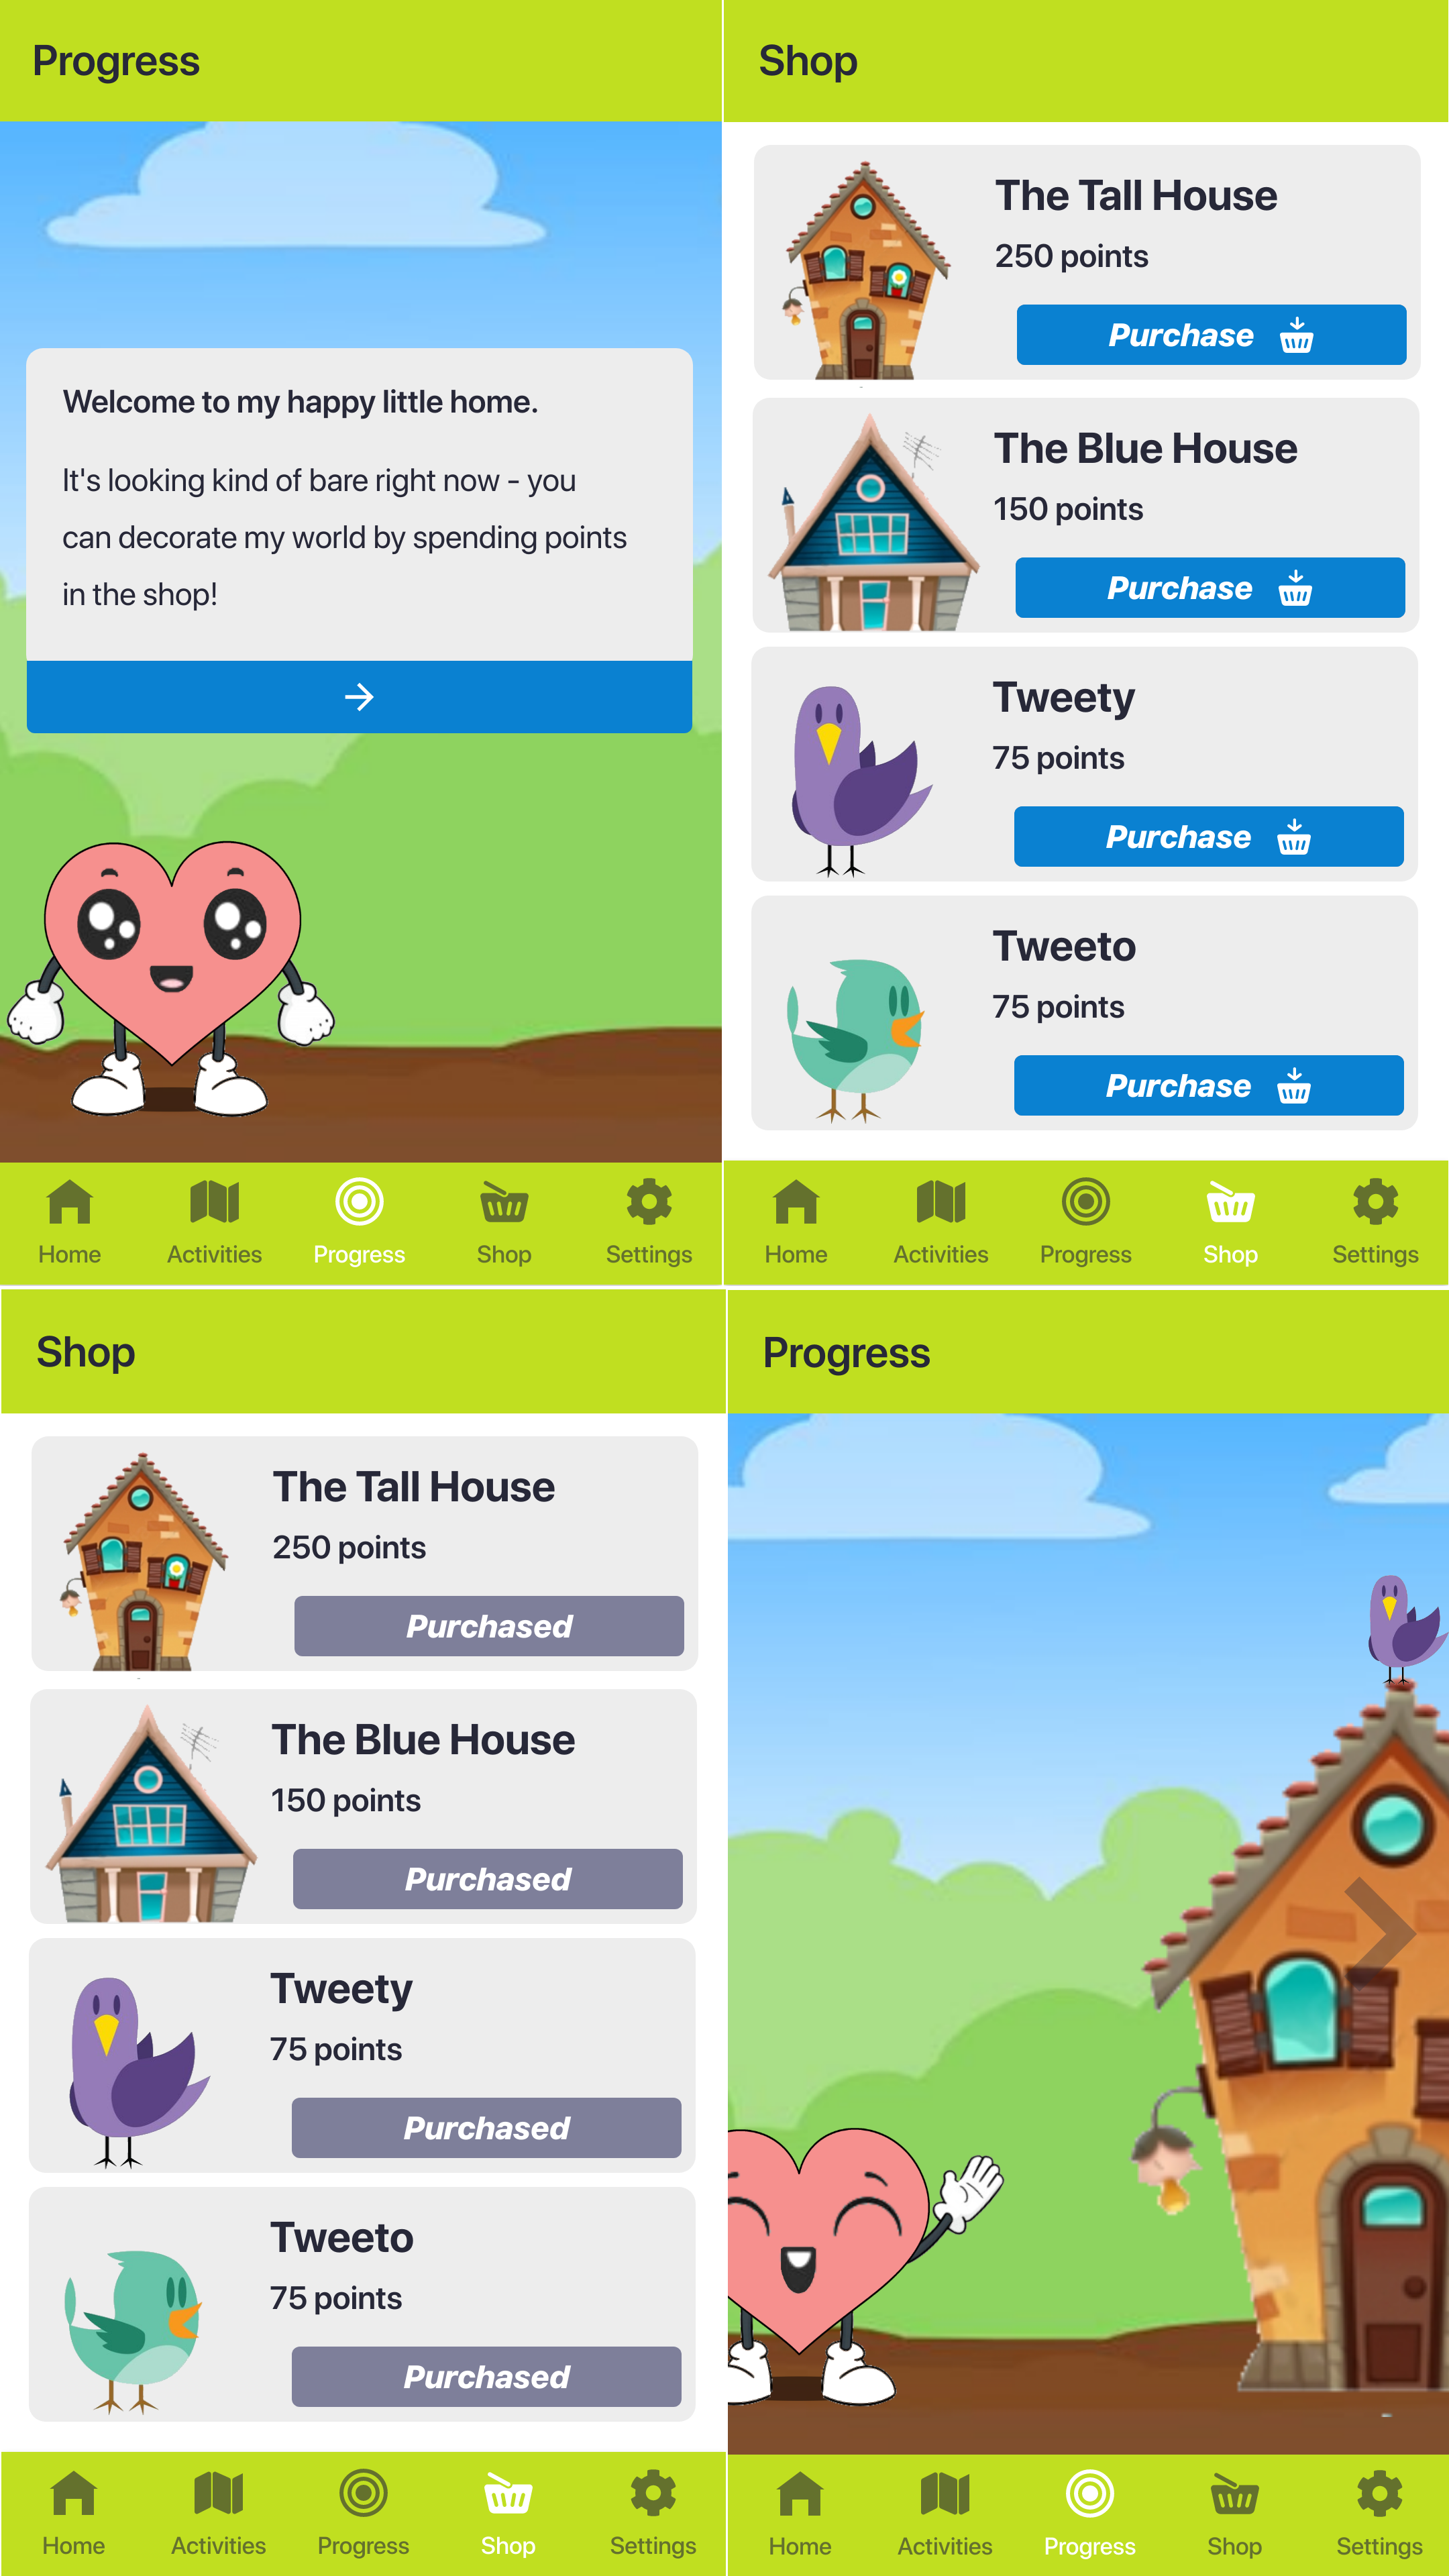 Progress
Welcome to my happy little home.
It's looking kind of bare right now - you
can decorate my world by spending points
in the shop!
Home Activities Progress Shop Settings
Shop
The Tall House
250 points
Purchase
The Blue House
150 points
Purchase
Tweety
75 points
Purchase
Tweeto
75 points
Purchase
Home Activities Progress Shop Settings
Shop
The Tall House
250 points
Purchased
The Blue House
150 points
Purchased
Tweety
75 points
Purchased
Tweeto
75 points
Purchased
Home Activities Progress Shop Settings
Progress
Home Activities Progress Shop Settings